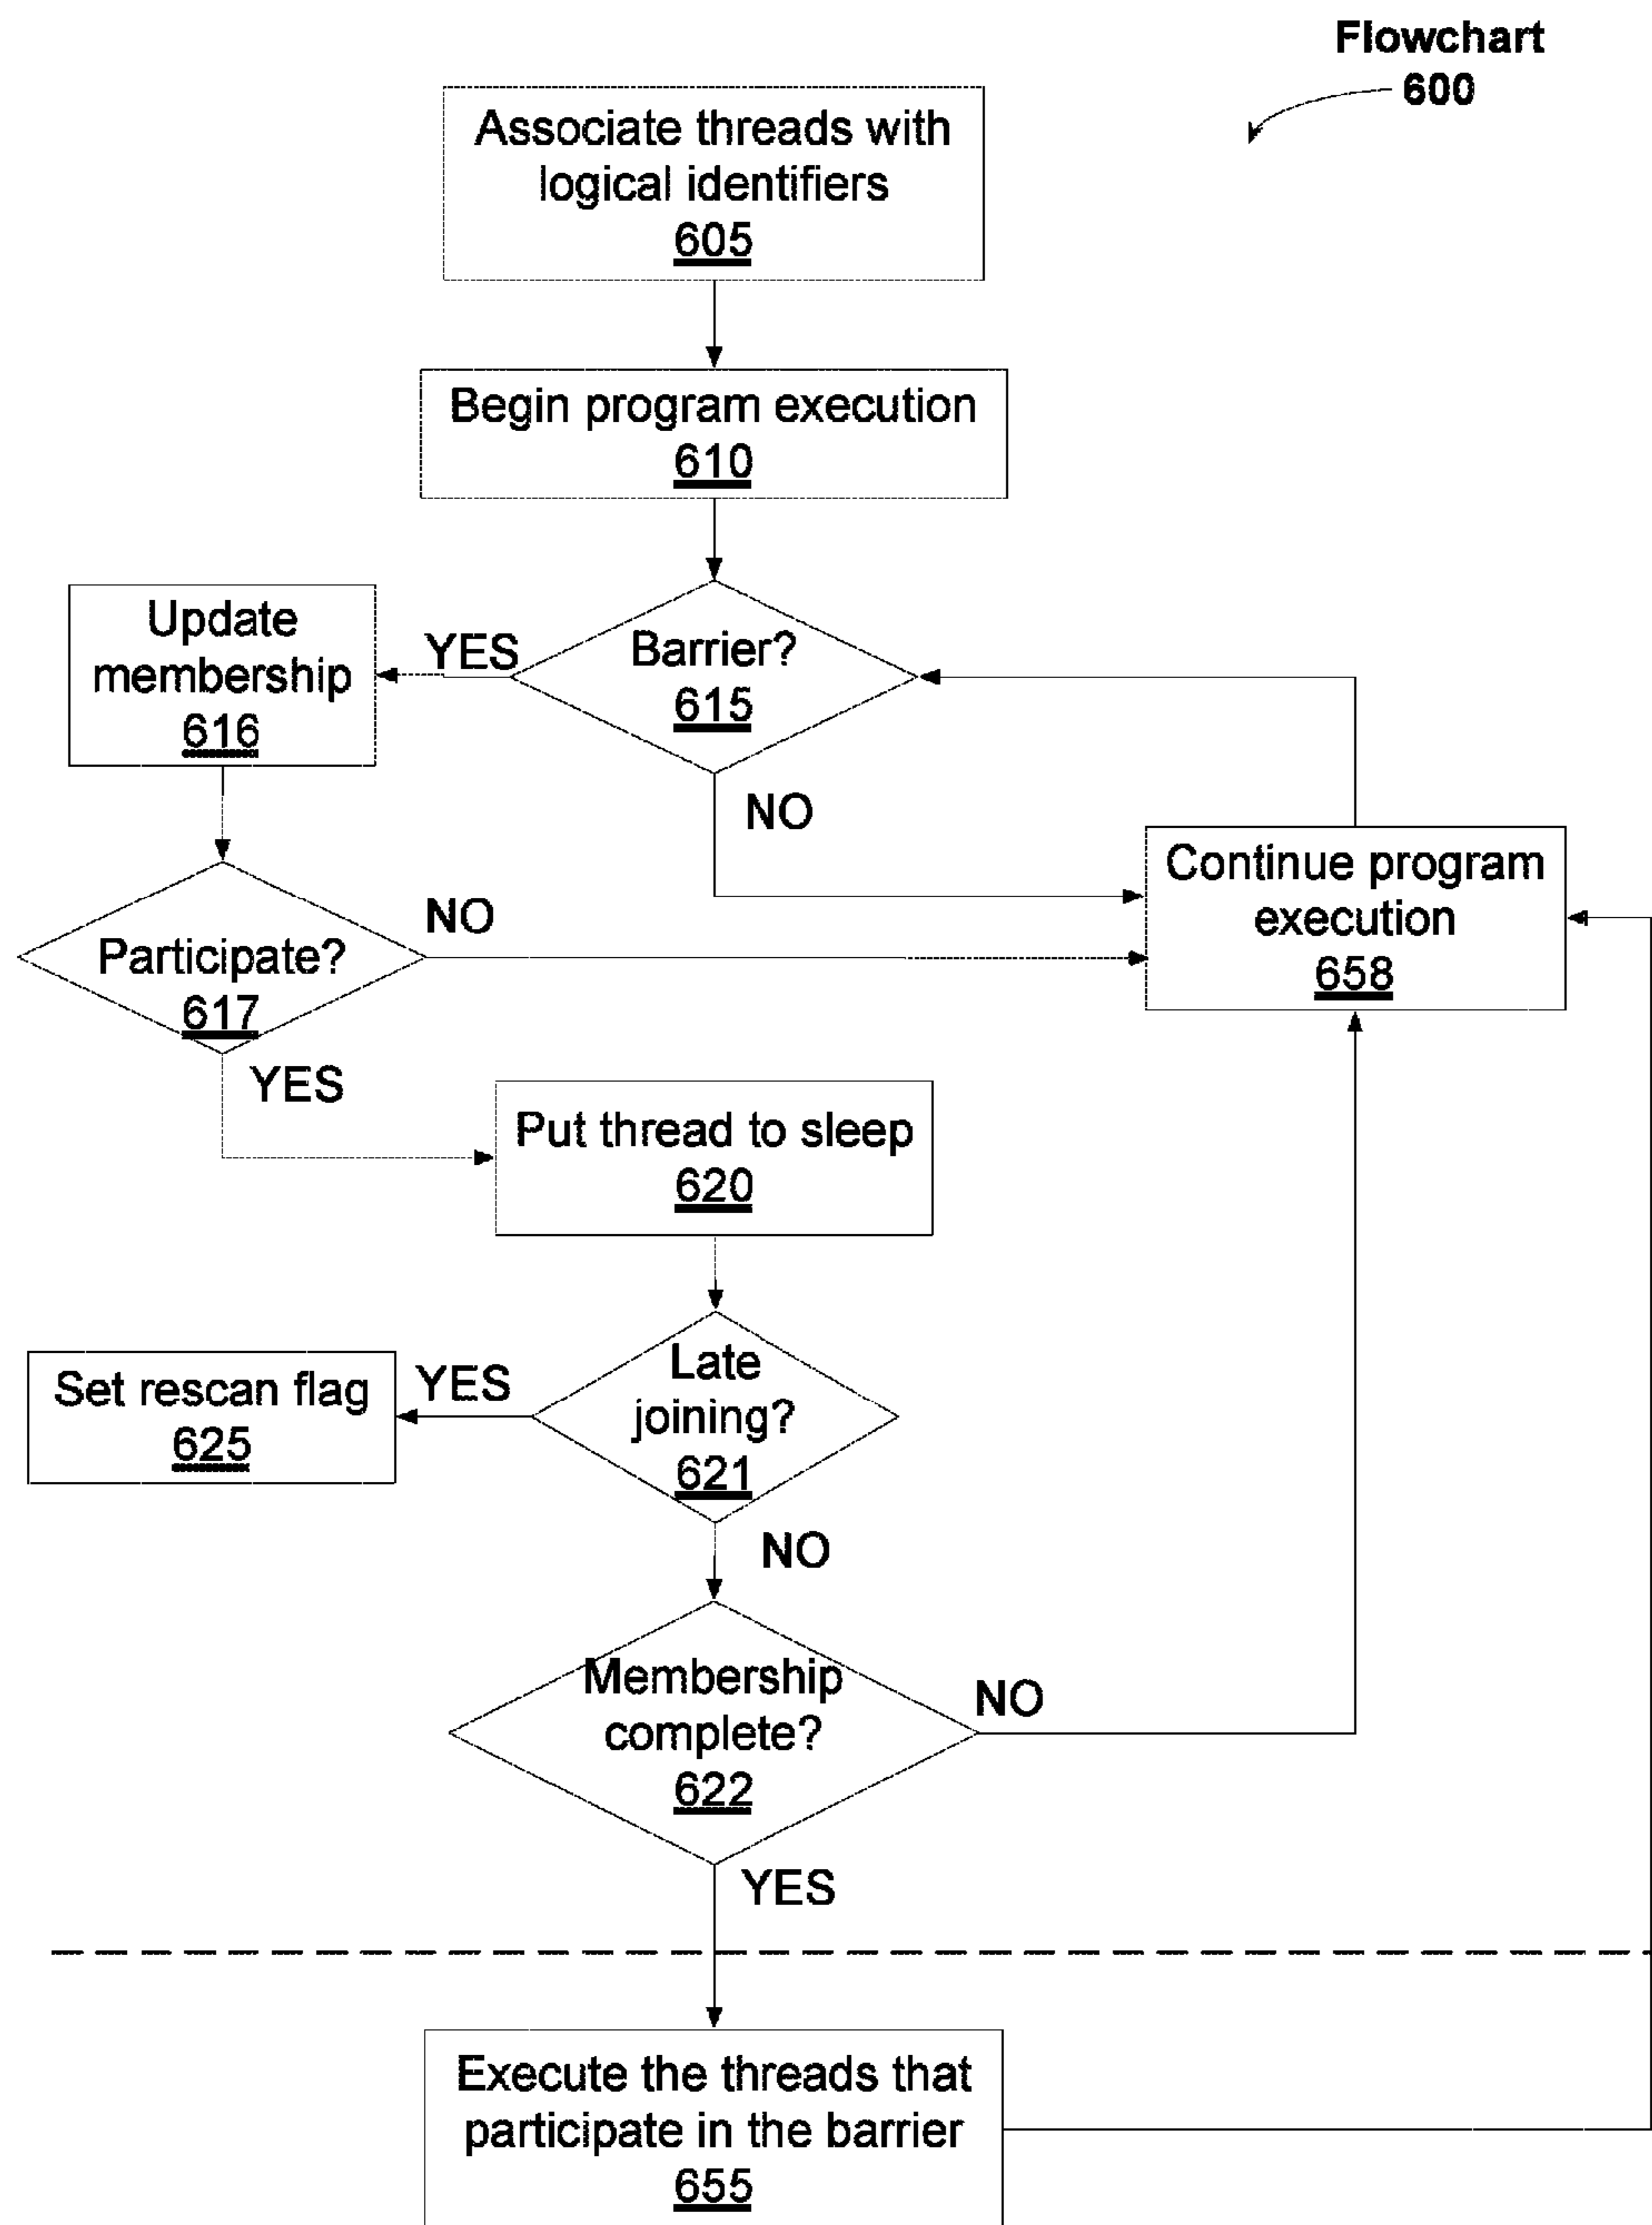 Flowchart
600
Associate threads with
logical identifiers
605
Begin program execution
610
Update
membership
616
YES
Barrier?
615
NO
Continue program
execution
658
Participate?
617
NO
YES
Put thread to sleep
620
Set rescan flag
625
YES
Late
joining?
621
NO
Membership
complete?
622
NO
YES
Execute the threads that
participate in the barrier
655